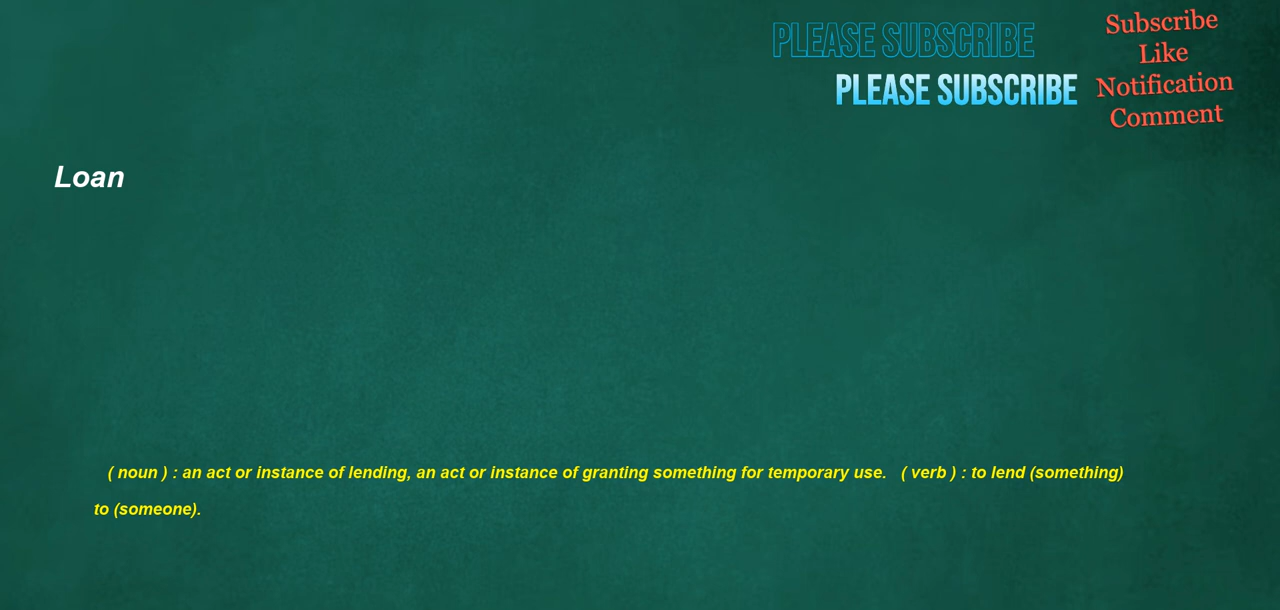 PLEASE SUBSCRIBE
PLEASE SUBSCRIBE
Subscribe
Like
Notification
Comment
Loan
( noun ) : an act or instance of lending, an act or instance of granting something for temporary use.   ( verb ) : to lend (something)
to (someone).